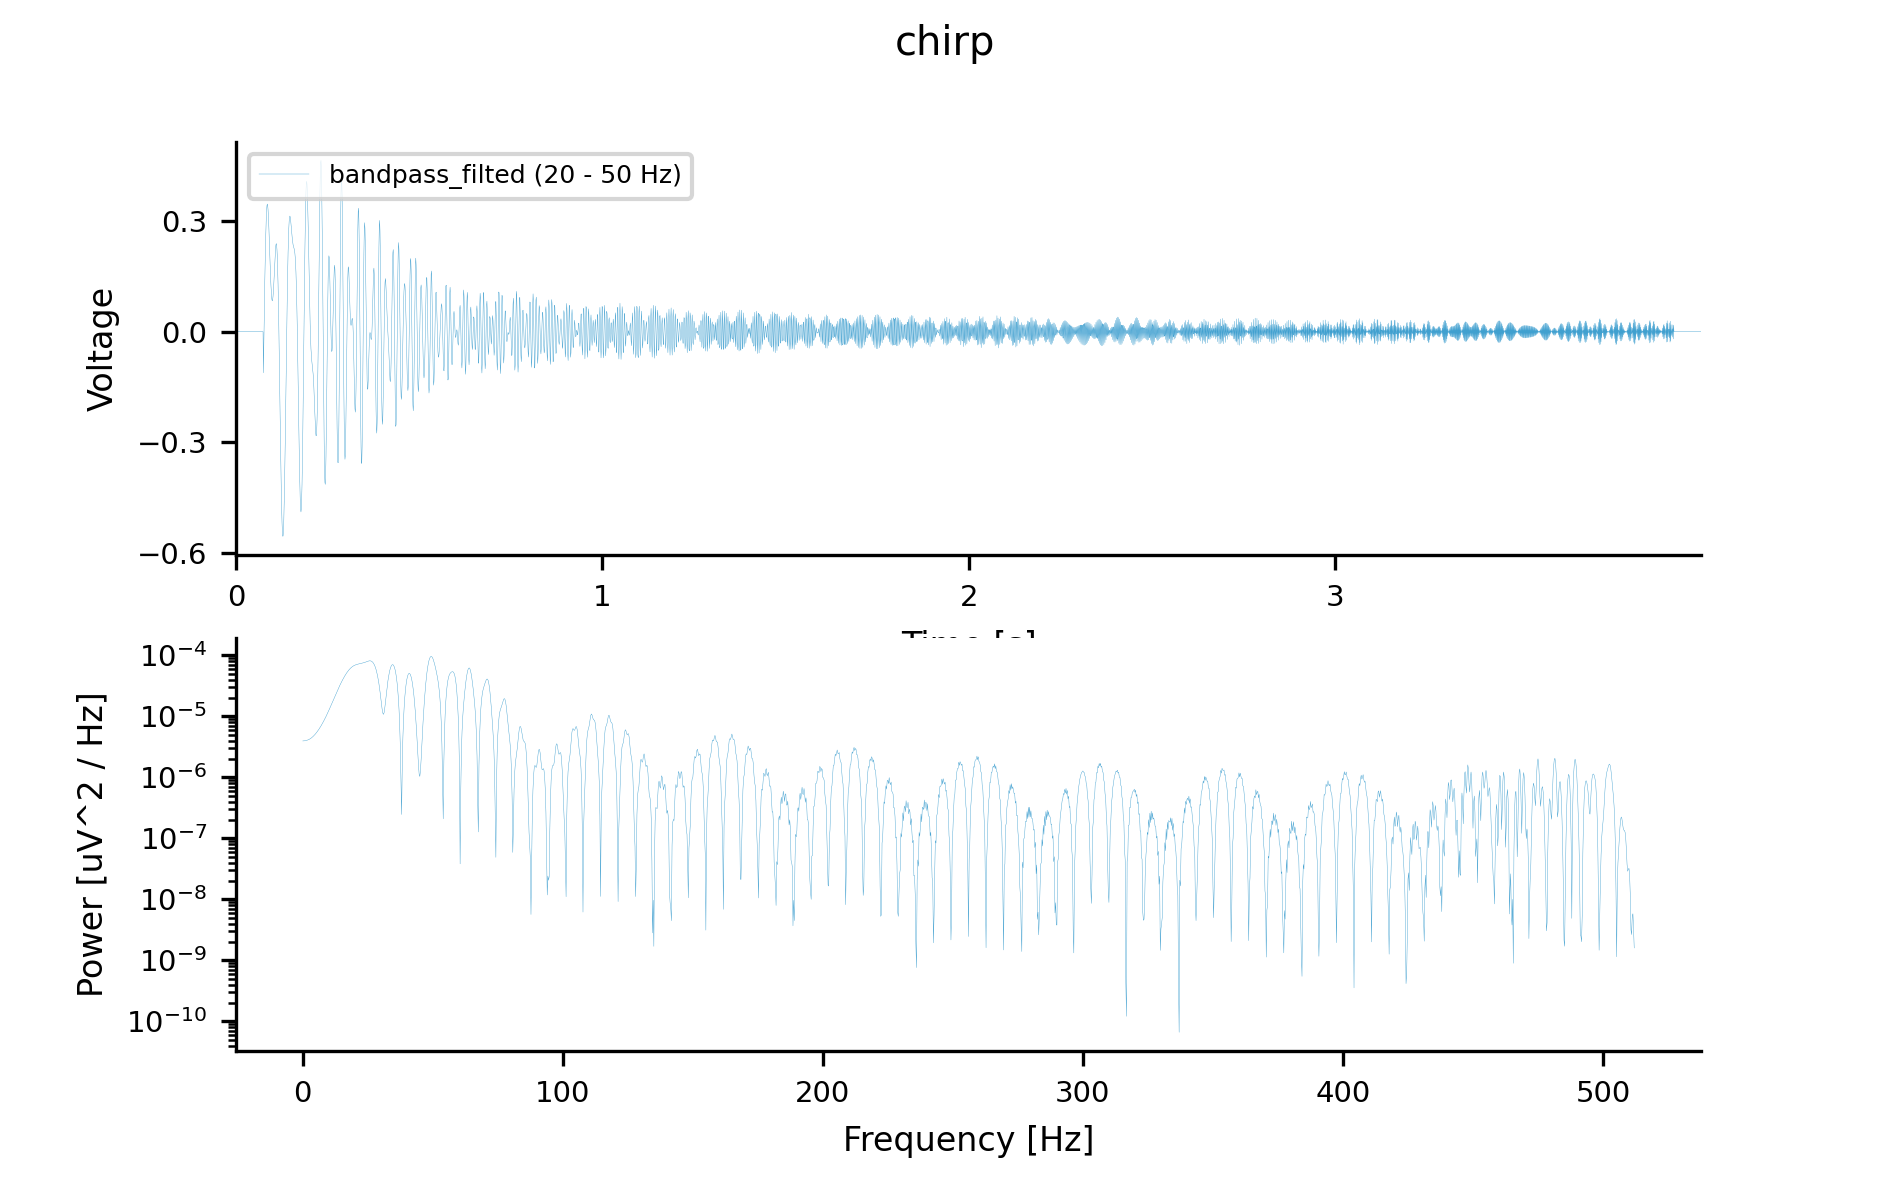 chirp
bandpass_filted (20 - 50 Hz)
Voltage
0.3
0.0
−0.3
−0.6
0 1 2 3
Time [s]
Power [uV^2 / Hz]
10⁻⁴
10⁻⁵
10⁻⁶
10⁻⁷
10⁻⁸
10⁻⁹
10⁻¹⁰
0 100 200 300 400 500
Frequency [Hz]